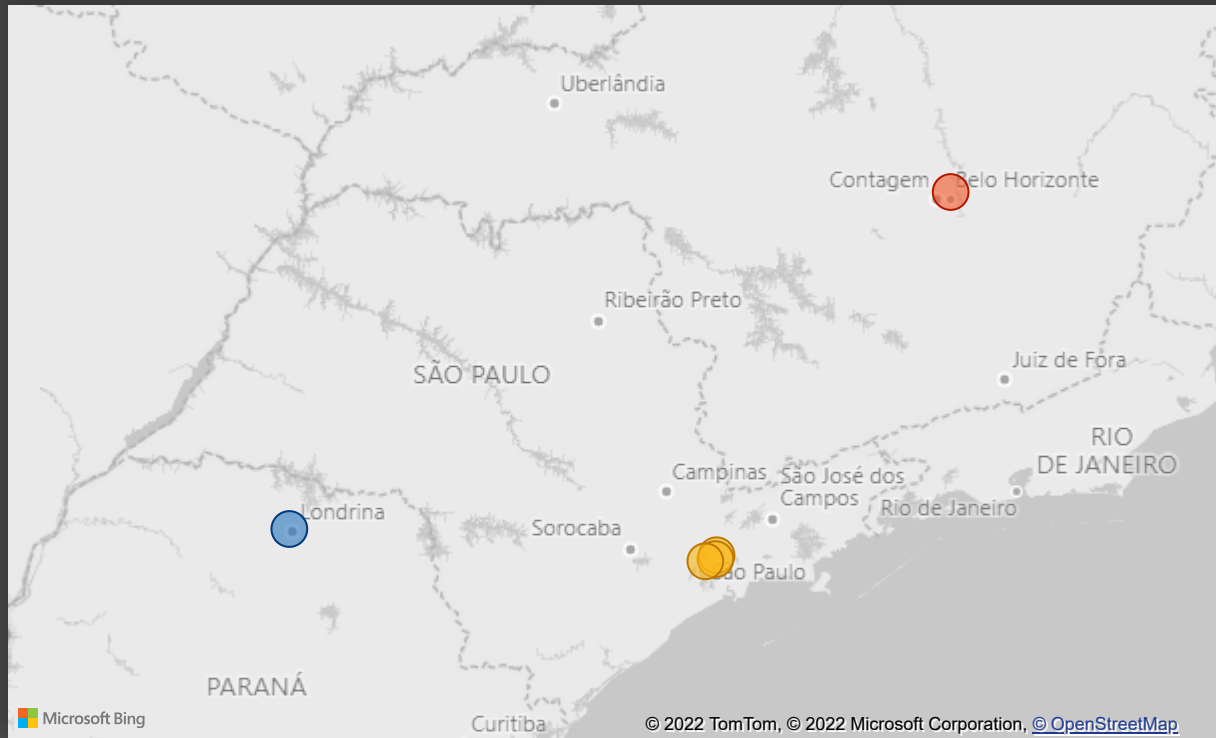 Uberlândia
Contagem
Belo Horizonte
Ribeirão Preto
Juiz de Fora
SÃO PAULO
RIO
DE JANEIRO
Campinas
São José dos
Campos
Rio de Janeiro
Londrina
Sorocaba
São Paulo
PARANÁ
Microsoft Bing
Curitiba
© 2022 TomTom, © 2022 Microsoft Corporation, © OpenStreetMap